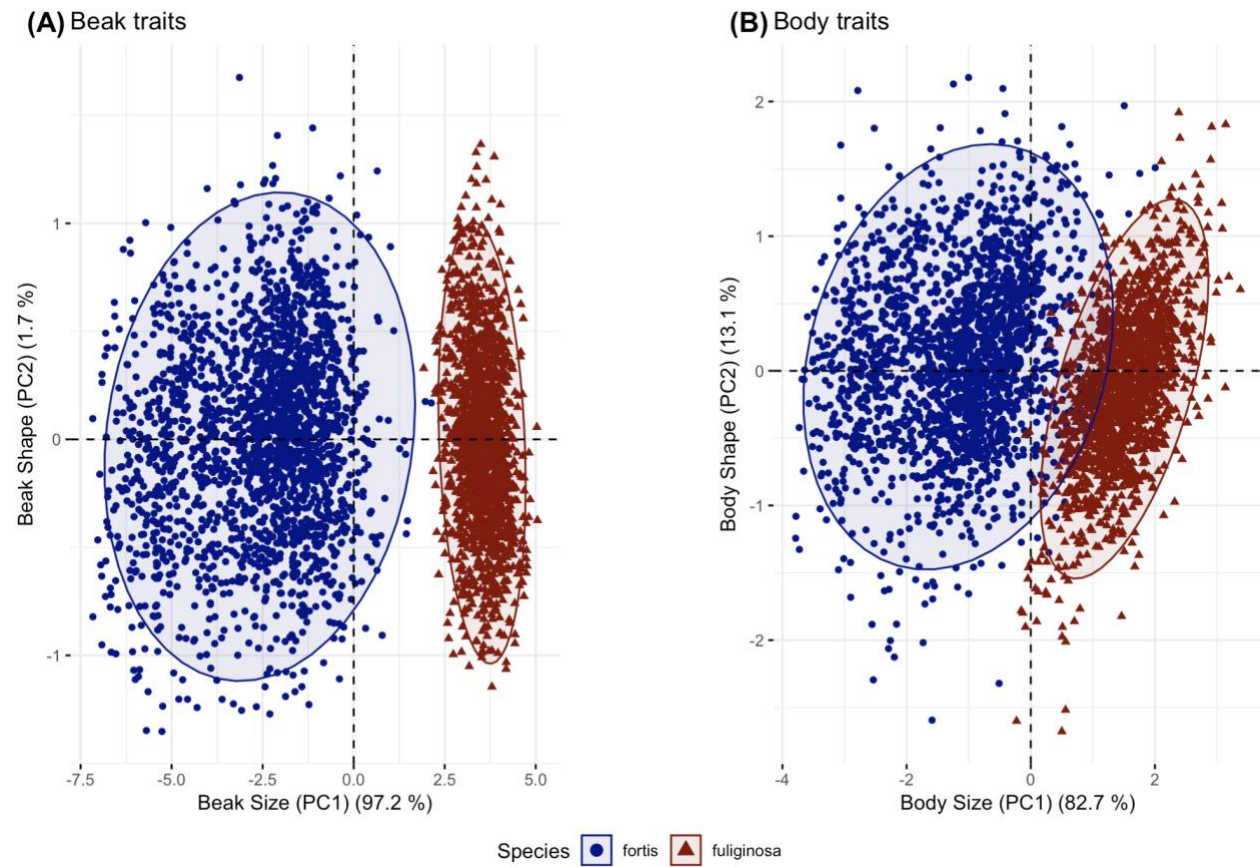 (A) Beak traits
Beak Shape (PC2) (1.7 %)
1
0
-1
-7.5 -5.0 -2.5 0.0 2.5 5.0
Beak Size (PC1) (97.2 %)
(B) Body traits
Body Shape (PC2) (13.1 %)
2
1
0
-1
-2
-4 -2 0 2
Body Size (PC1) (82.7 %)
Species fortis fuliginosa